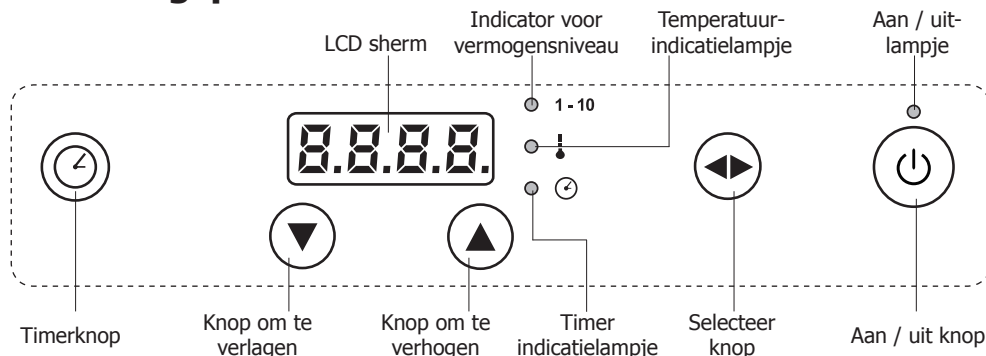 Indicator voor
vermogensniveau
Temperatuur-
indicatielampje
Aan / uit-
lampje
LCD sherm
1 - 10
8.8.8.8.
Timerknop
Knop om te
verlagen
Knop om te
verhogen
Timer
indicatielampje
Selecteer
knop
Aan / uit knop